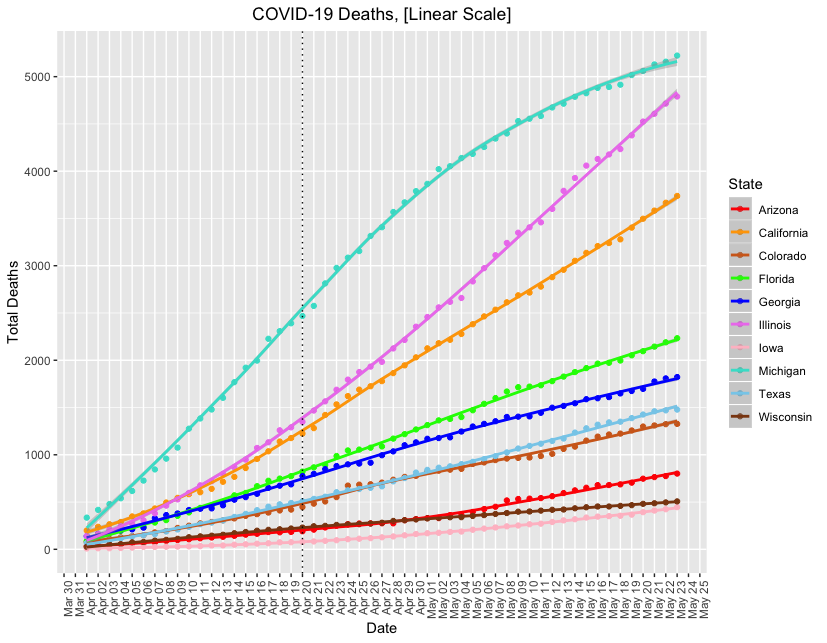 COVID-19 Deaths, [Linear Scale]
Total Deaths
5000
4000
3000
2000
1000
0
Mar 30
Mar 31
Apr 01
Apr 02
Apr 03
Apr 04
Apr 05
Apr 06
Apr 07
Apr 08
Apr 09
Apr 10
Apr 11
Apr 12
Apr 13
Apr 14
Apr 15
Apr 16
Apr 17
Apr 18
Apr 19
Apr 20
Apr 21
Apr 22
Apr 23
Apr 24
Apr 25
Apr 26
Apr 27
Apr 28
Apr 29
Apr 30
May 01
May 02
May 03
May 04
May 05
May 06
May 07
May 08
May 09
May 10
May 11
May 12
May 13
May 14
May 15
May 16
May 17
May 18
May 19
May 20
May 21
May 22
May 23
May 24
May 25
Date
State
Arizona
California
Colorado
Florida
Georgia
Illinois
Iowa
Michigan
Texas
Wisconsin